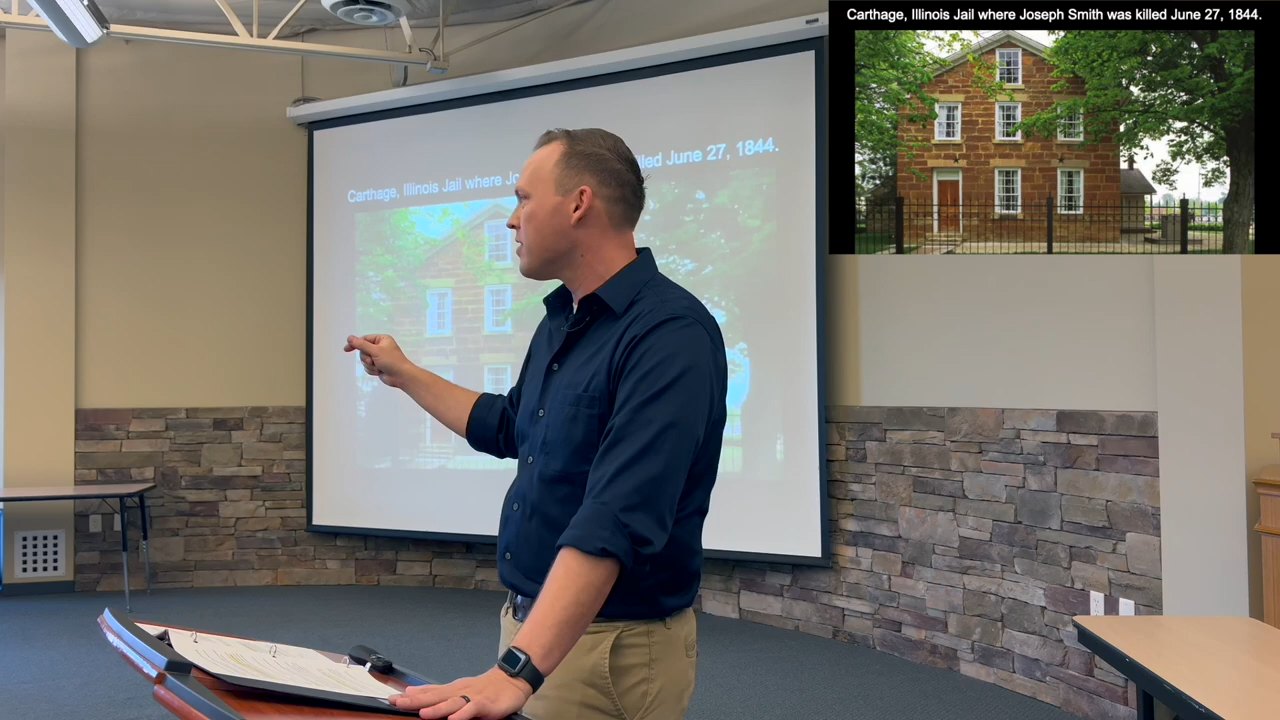 Carthage, Illinois Jail where Joseph Smith was killed June 27, 1844.
Carthage, Illinois Jail where Jo lled June 27, 1844.